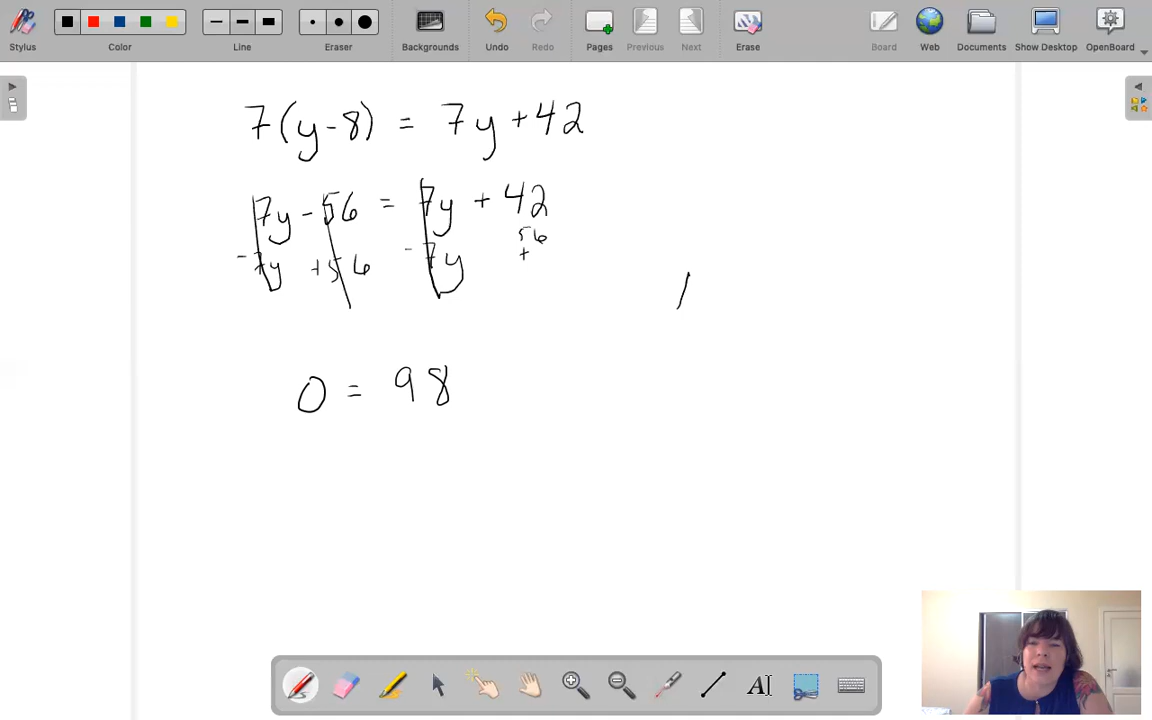 Stylus Color Line Eraser Backgrounds Undo Redo Pages Previous Next Erase Board Web Documents Show Desktop OpenBoard
7(y-8) = 7y+42
7y-56 = 7y + 42
56
-7y +56 -7y +
0 = 98